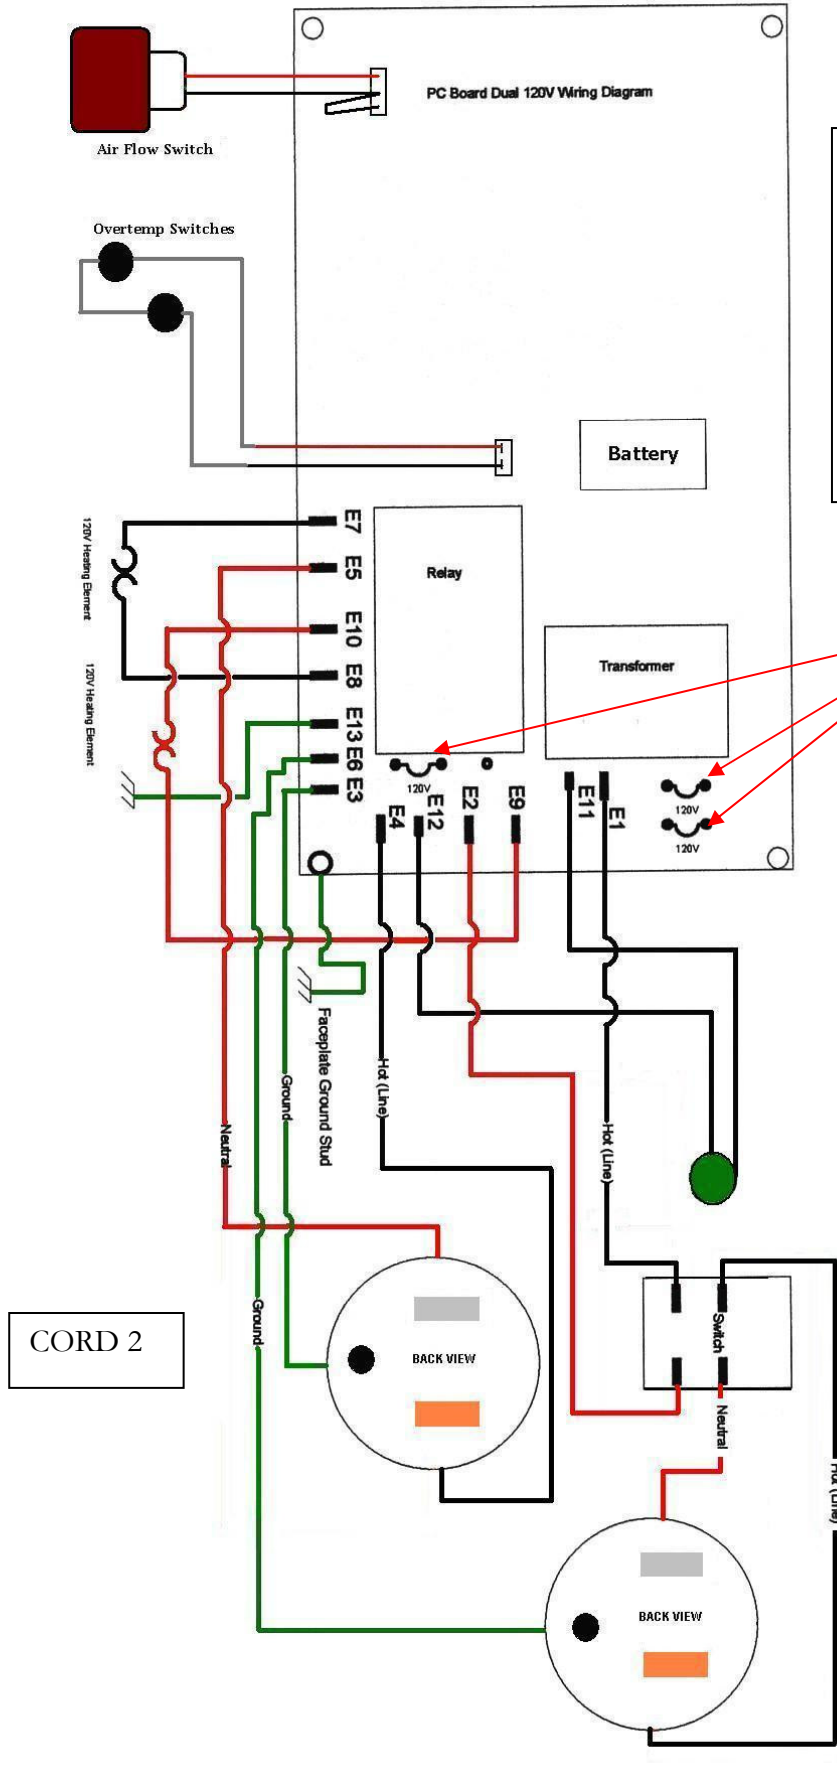 PC Board Dual 120V Wiring Diagram
Air Flow Switch
Overtemp Switches
Battery
E7
120V Heating Element
E5
Relay
E10
Transformer
E8
120V Heating Element
E13
E6
E3
120V
E4
E12
E2
E9
E11
E1
120V
120V
Faceplate Ground Stud
Hot (Line)
Ground
Neutral
Hot (Line)
Ground
Switch
CORD 2
BACK VIEW
Neutral
Hot (Line)
BACK VIEW